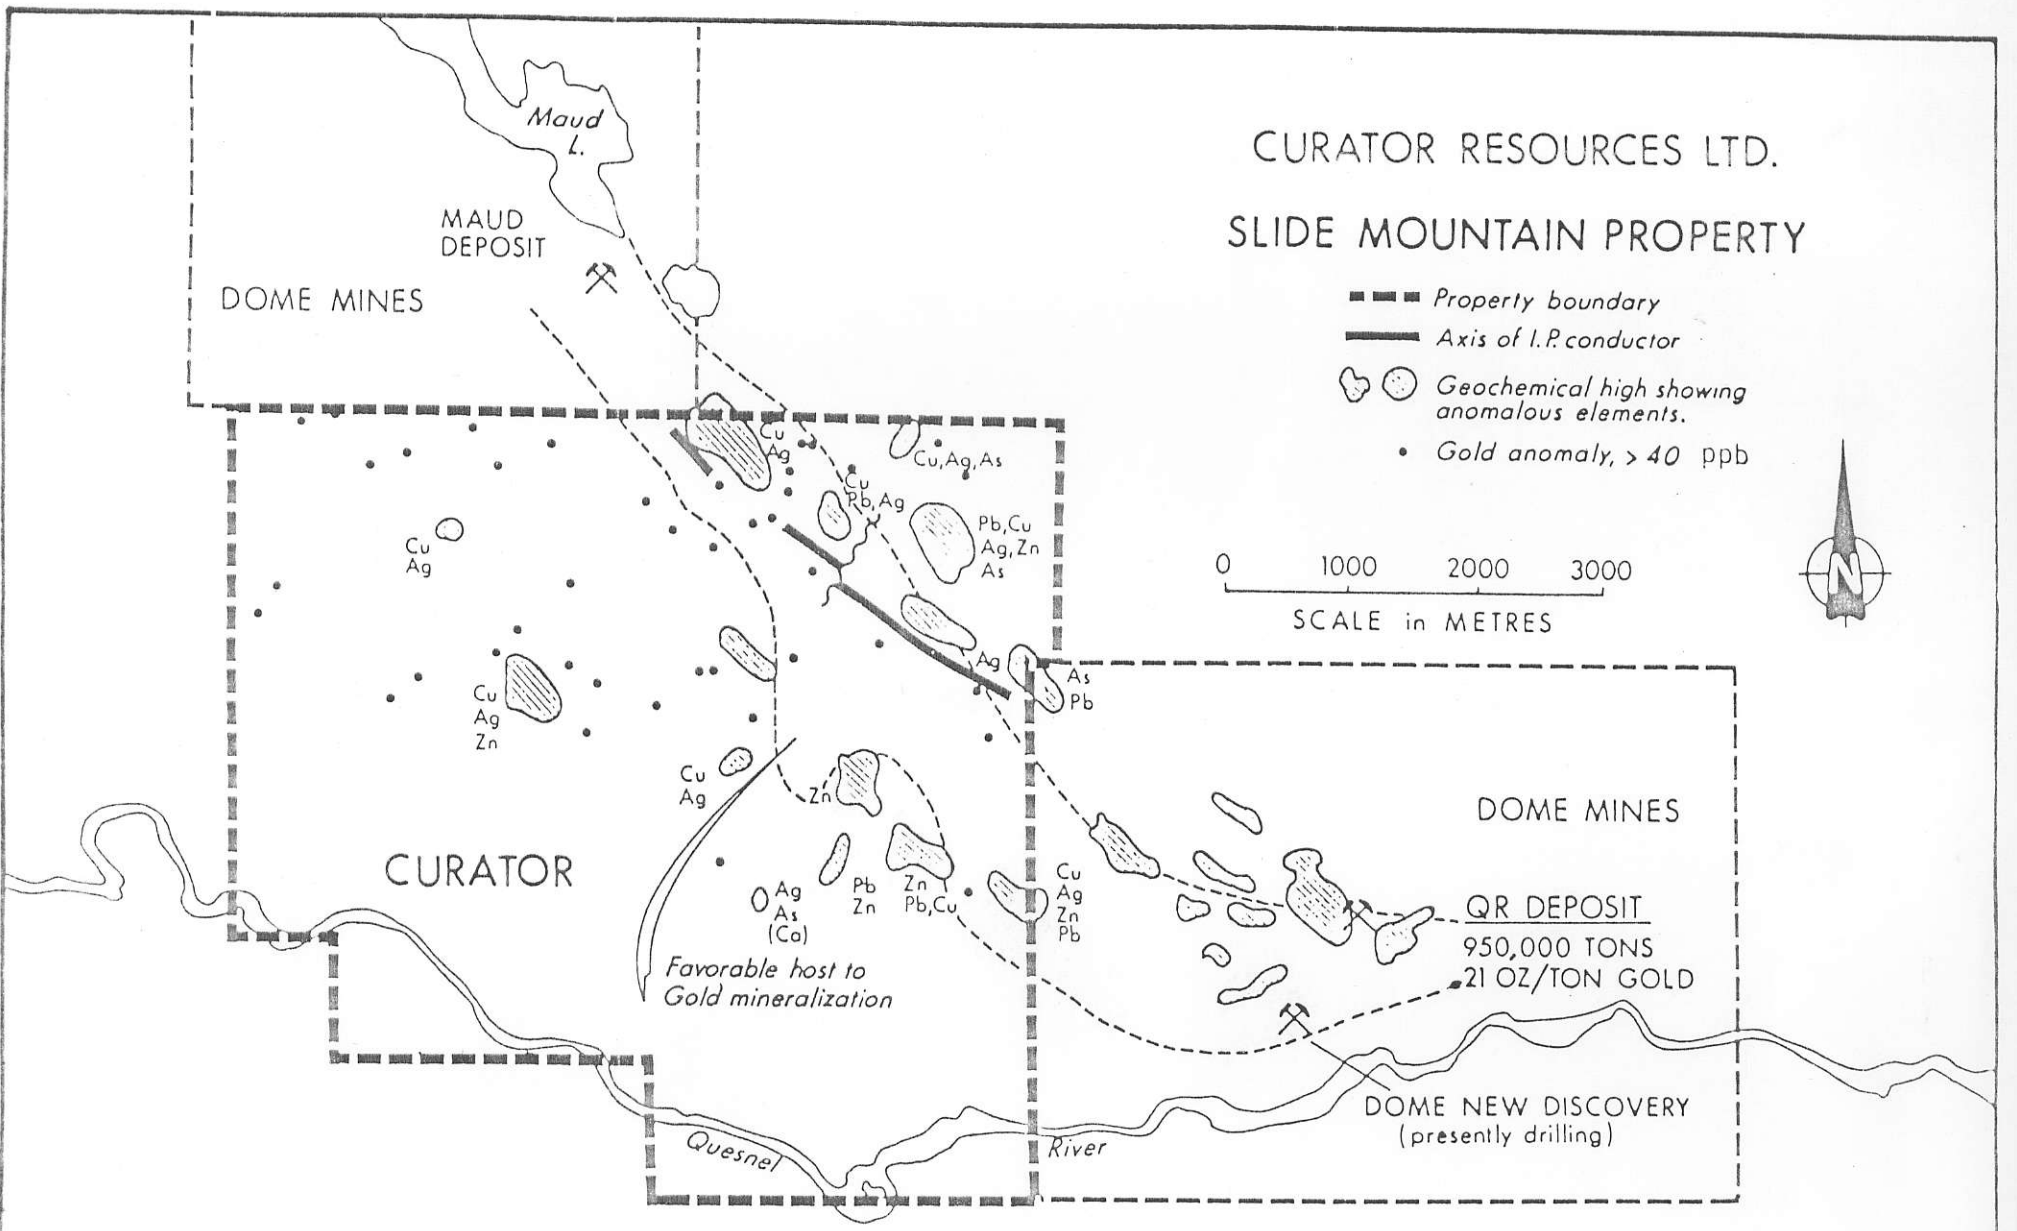 Maud
L.
MAUD
DEPOSIT
DOME MINES
CURATOR RESOURCES LTD.
SLIDE MOUNTAIN PROPERTY
Property boundary
Axis of I.P. conductor
Geochemical high showing
anomalous elements.
Gold anomaly, > 40 ppb
0 1000 2000 3000
SCALE in METRES
N
Cu
Ag
Cu, Ag, As
Cu
Pb, Ag
Pb, Cu
Ag, Zn
As
Cu
Ag
Ag
As
Pb
Cu
Ag
Zn
Cu
Ag
Zn
CURATOR
Ag
As
(Co)
Pb
Zn
Zn
Pb, Cu
Cu
Ag
Zn
Pb
Favorable host to
Gold mineralization
DOME MINES
QR DEPOSIT
950,000 TONS
.21 OZ/TON GOLD
DOME NEW DISCOVERY
(presently drilling)
Quesnel
River